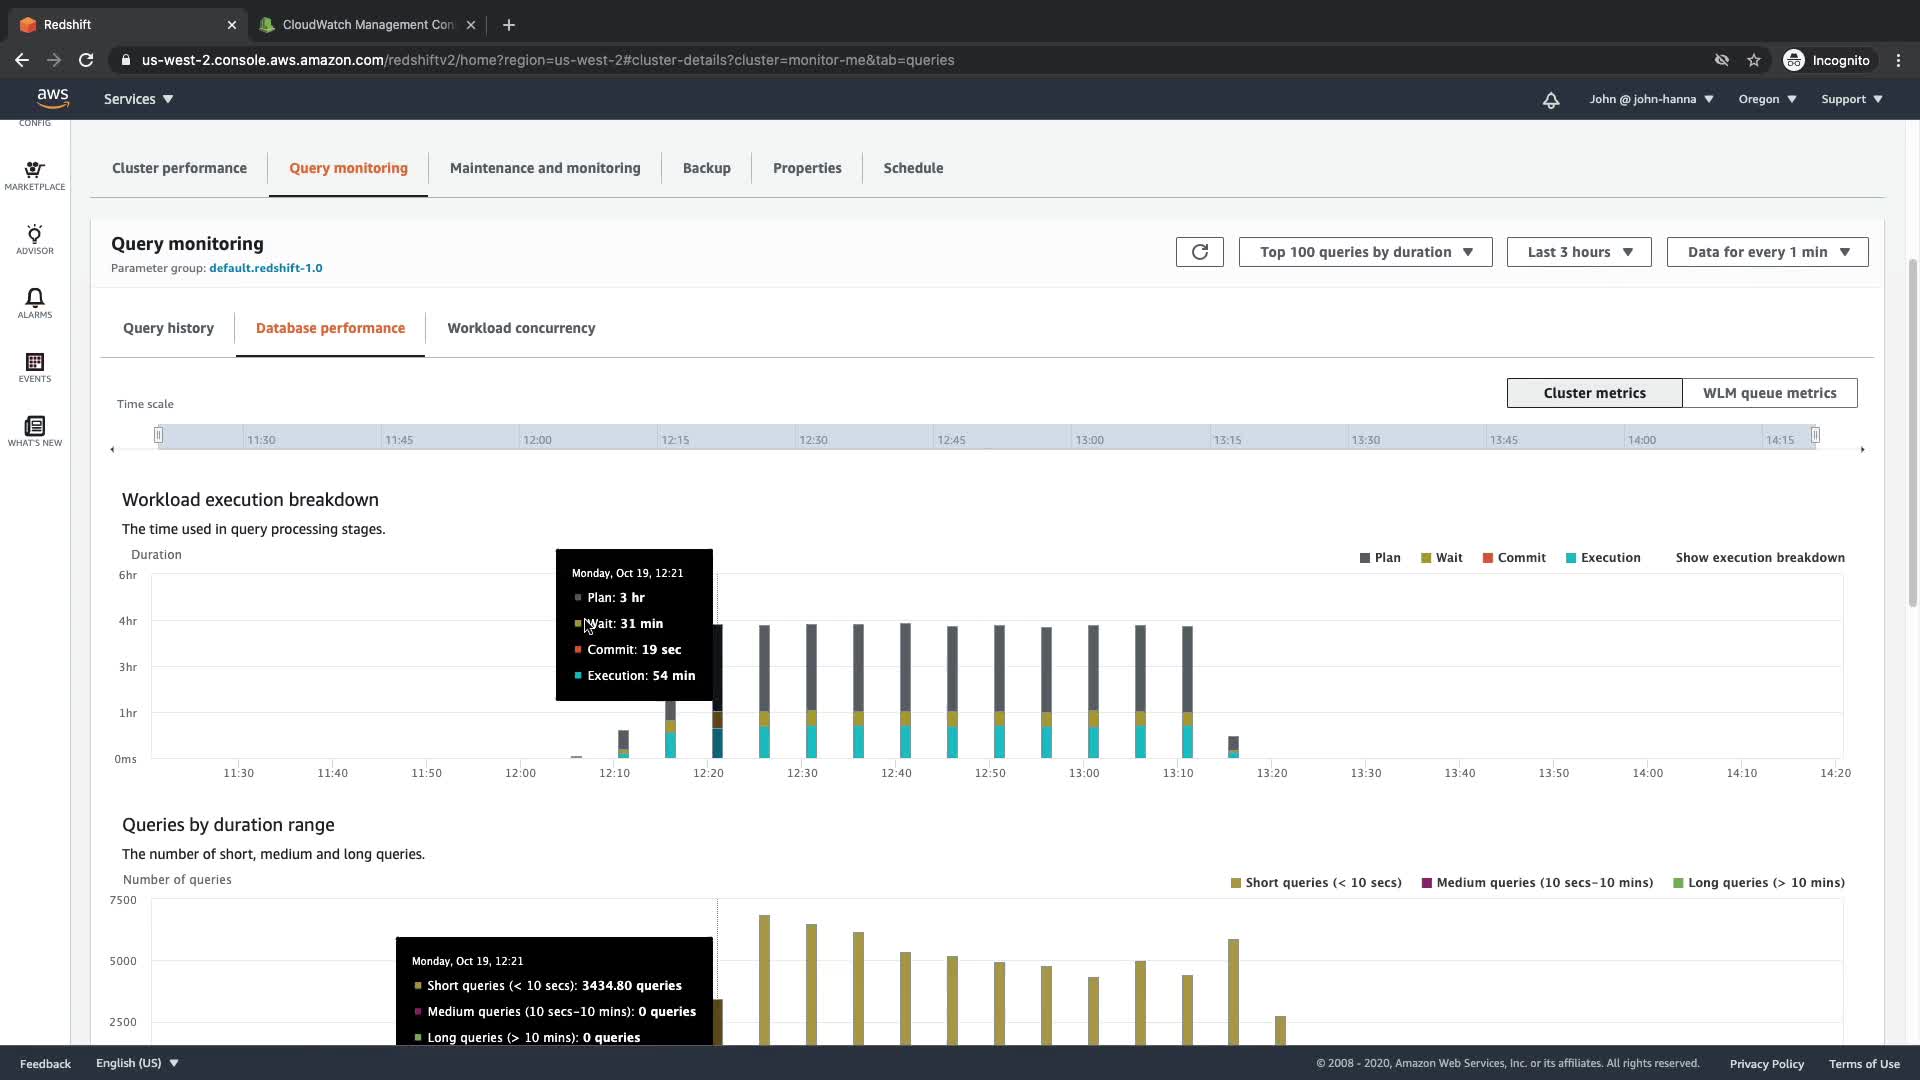 Redshift
CloudWatch Management Con
us-west-2.console.aws.amazon.com/redshiftv2/home?region=us-west-2#cluster-details?cluster=monitor-me&tab=queries
Incognito
aws
Services
John @ john-hanna
Oregon
Support
CONFIG
MARKETPLACE
ADVISOR
ALARMS
EVENTS
WHAT'S NEW
Cluster performance
Query monitoring
Maintenance and monitoring
Backup
Properties
Schedule
Query monitoring
Parameter group: default.redshift-1.0
Top 100 queries by duration
Last 3 hours
Data for every 1 min
Query history
Database performance
Workload concurrency
Cluster metrics
WLM queue metrics
Time scale
11:30 11:45 12:00 12:15 12:30 12:45 13:00 13:15 13:30 13:45 14:00 14:15
Workload execution breakdown
The time used in query processing stages.
Duration
Plan Wait Commit Execution Show execution breakdown
6hr
4hr
3hr
1hr
0ms
Monday, Oct 19, 12:21
Plan: 3 hr
Wait: 31 min
Commit: 19 sec
Execution: 54 min
11:30 11:40 11:50 12:00 12:10 12:20 12:30 12:40 12:50 13:00 13:10 13:20 13:30 13:40 13:50 14:00 14:10 14:20
Queries by duration range
The number of short, medium and long queries.
Number of queries
Short queries (< 10 secs) Medium queries (10 secs-10 mins) Long queries (> 10 mins)
7500
5000
2500
Monday, Oct 19, 12:21
Short queries (< 10 secs): 3434.80 queries
Medium queries (10 secs-10 mins): 0 queries
Long queries (> 10 mins): 0 queries
Feedback
English (US)
© 2008 - 2020, Amazon Web Services, Inc. or its affiliates. All rights reserved.
Privacy Policy
Terms of Use